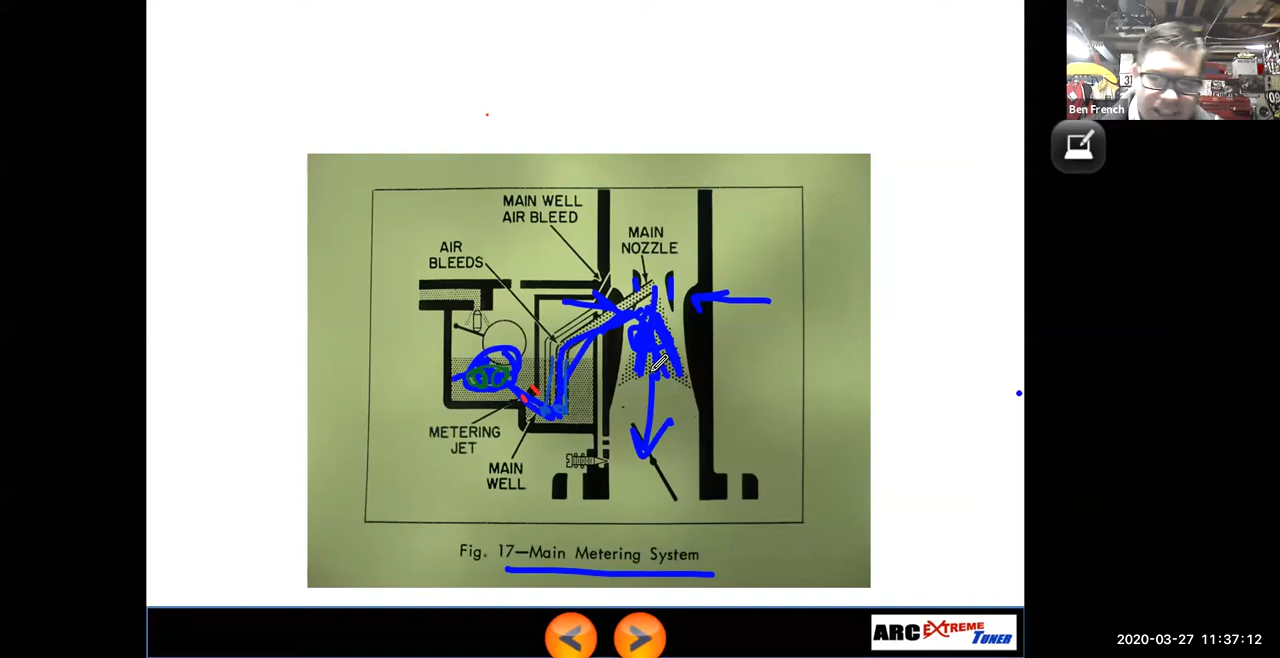 Ben French
MAIN WELL
AIR BLEED
MAIN
NOZZLE
AIR
BLEEDS
METERING
JET
MAIN
WELL
Fig. 17—Main Metering System
ARC EXTREME
TUNER
2020-03-27 11:37:12